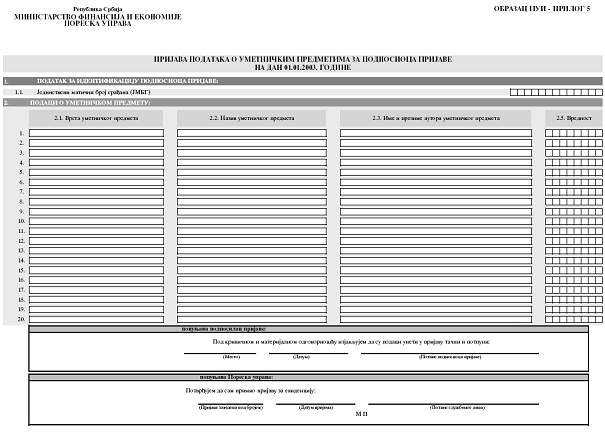 Република Србија
МИНИСТАРСТВО ФИНАНСИЈА И ЕКОНОМИЈЕ
ПОРЕСКА УПРАВА
ОБРАЗАЦ ПУИ - ПРИЛОГ 5
ПРИЈАВА ПОДАТАКА О УМЕТНИЧКИМ ПРЕДМЕТИМА ЗА ПОДНОСИОЦА ПРИЈАВЕ
НА ДАН 01.01.2003. ГОДИНЕ
1. ПОДАТАК ЗА ИДЕНТИФИКАЦИЈУ ПОДНОСИОЦА ПРИЈАВЕ:
1.1. Јединствени матични број грађана (ЈМБГ)
2. ПОДАЦИ О УМЕТНИЧКОМ ПРЕДМЕТУ:
2.1. Врста уметничког предмета 2.2. Назив уметничког предмета 2.3. Име и презиме аутора уметничког предмета 2.5. Вредност
1.
2.
3.
4.
5.
6.
7.
8.
9.
10.
11.
12.
13.
14.
15.
16.
17.
18.
19.
20.
попуњава подносилац пријаве:
Под кривичном и материјалном одговорношћу изјављујем да су подаци унети у пријаву тачни и потпуни:
(Место) (Датум) (Потпис подносиоца пријаве)
попуњава Пореска управа:
Потврђујем да сам примио пријаву за евиденцију:
(Пријава заведена под бројем) (Датум пријема) (Потпис службеног лица)
М П